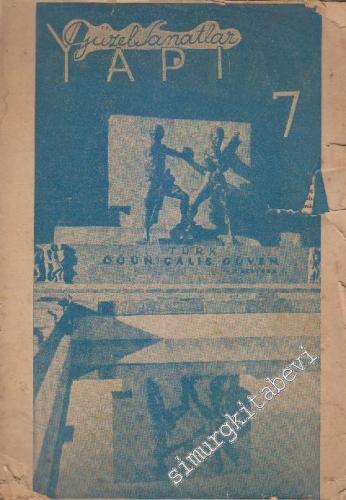 güzel Sanatlar
YAPI
7
TÜRK
ÖĞÜN ÇALIŞ GÜVEN
simurgkitabevi